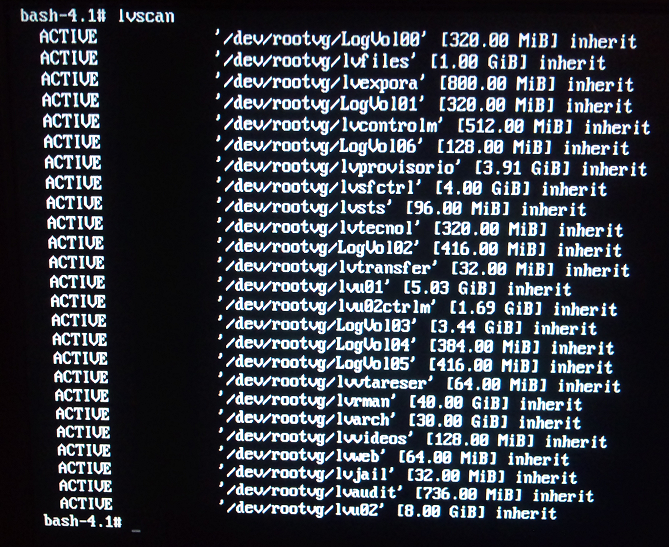 bash-4.1# lvscan
ACTIVE '/dev/rootvg/LogVol00' [320.00 MiB] inherit
ACTIVE '/dev/rootvg/lvfiles' [1.00 GiB] inherit
ACTIVE '/dev/rootvg/lvexpora' [800.00 MiB] inherit
ACTIVE '/dev/rootvg/LogVol01' [320.00 MiB] inherit
ACTIVE '/dev/rootvg/lvcontrolm' [512.00 MiB] inherit
ACTIVE '/dev/rootvg/LogVol06' [128.00 MiB] inherit
ACTIVE '/dev/rootvg/lvprovisorio' [3.91 GiB] inherit
ACTIVE '/dev/rootvg/lvsfctrl' [4.00 GiB] inherit
ACTIVE '/dev/rootvg/lvsts' [96.00 MiB] inherit
ACTIVE '/dev/rootvg/lvtecnol' [320.00 MiB] inherit
ACTIVE '/dev/rootvg/LogVol02' [416.00 MiB] inherit
ACTIVE '/dev/rootvg/lvtransfer' [32.00 MiB] inherit
ACTIVE '/dev/rootvg/lvu01' [5.03 GiB] inherit
ACTIVE '/dev/rootvg/lvu02ctrlm' [1.69 GiB] inherit
ACTIVE '/dev/rootvg/LogVol03' [3.44 GiB] inherit
ACTIVE '/dev/rootvg/LogVol04' [384.00 MiB] inherit
ACTIVE '/dev/rootvg/LogVol05' [416.00 MiB] inherit
ACTIVE '/dev/rootvg/lvvtareser' [64.00 MiB] inherit
ACTIVE '/dev/rootvg/lvrman' [40.00 GiB] inherit
ACTIVE '/dev/rootvg/lvarch' [30.00 GiB] inherit
ACTIVE '/dev/rootvg/lvvideos' [128.00 MiB] inherit
ACTIVE '/dev/rootvg/lvweb' [64.00 MiB] inherit
ACTIVE '/dev/rootvg/lvjail' [32.00 MiB] inherit
ACTIVE '/dev/rootvg/lvaudit' [736.00 MiB] inherit
ACTIVE '/dev/rootvg/lvu02' [8.00 GiB] inherit
bash-4.1# _